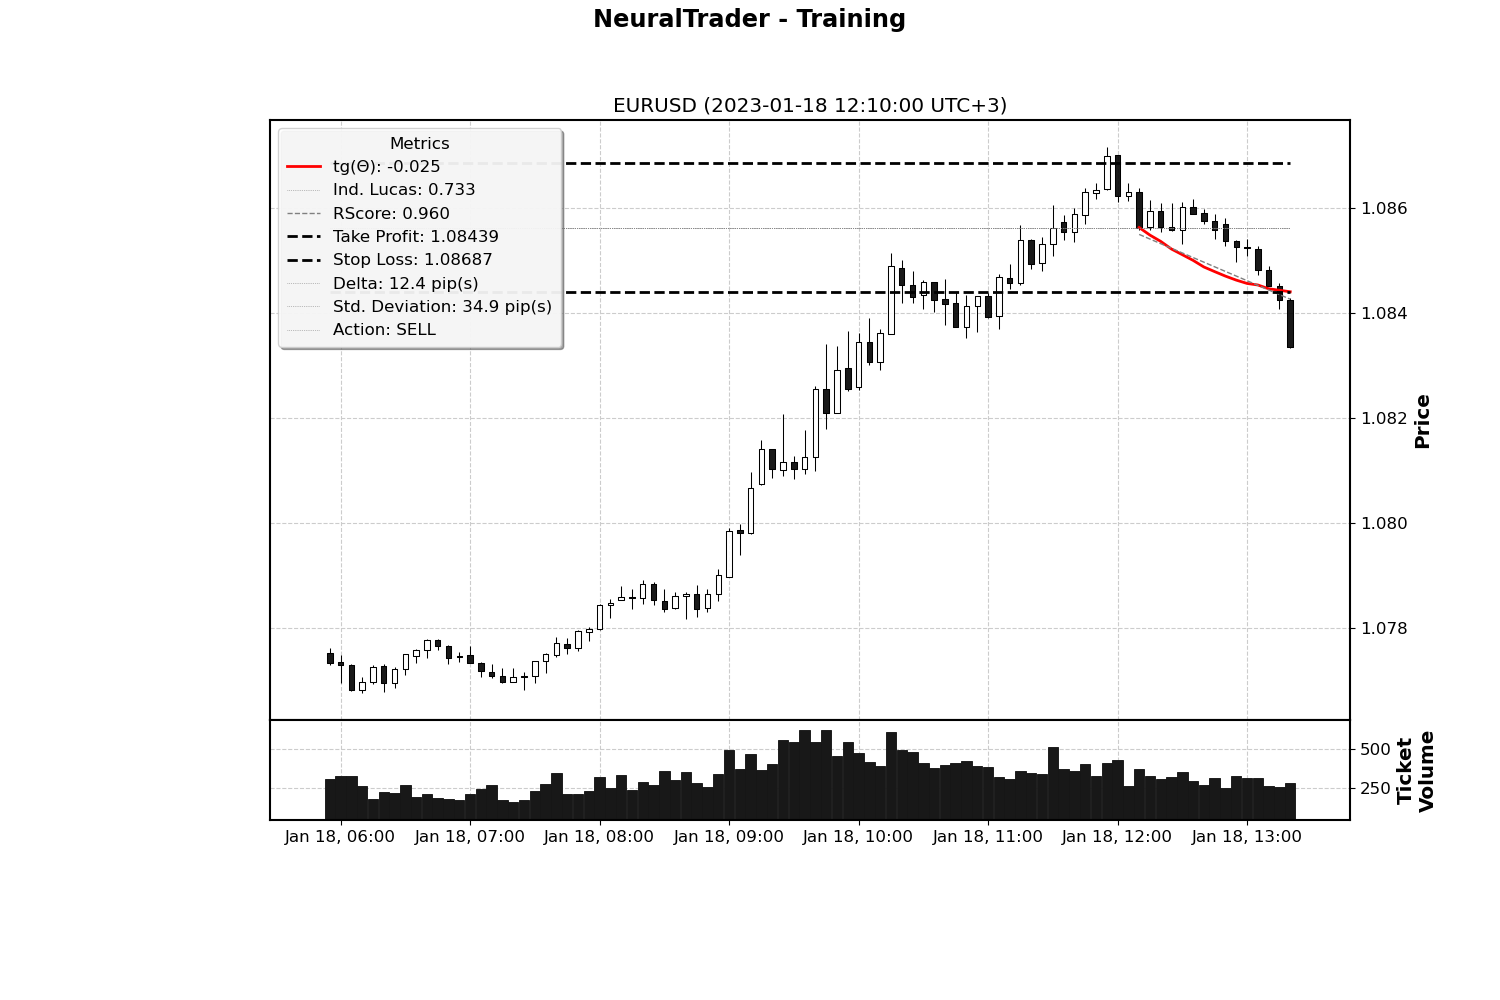 NeuralTrader - Training
EURUSD (2023-01-18 12:10:00 UTC+3)
Metrics
tg(Θ): -0.025
Ind. Lucas: 0.733
RScore: 0.960
Take Profit: 1.08439
Stop Loss: 1.08687
Delta: 12.4 pip(s)
Std. Deviation: 34.9 pip(s)
Action: SELL
1.086
1.084
1.082
1.080
1.078
Price
500
250
Ticket
Volume
Jan 18, 06:00
Jan 18, 07:00
Jan 18, 08:00
Jan 18, 09:00
Jan 18, 10:00
Jan 18, 11:00
Jan 18, 12:00
Jan 18, 13:00